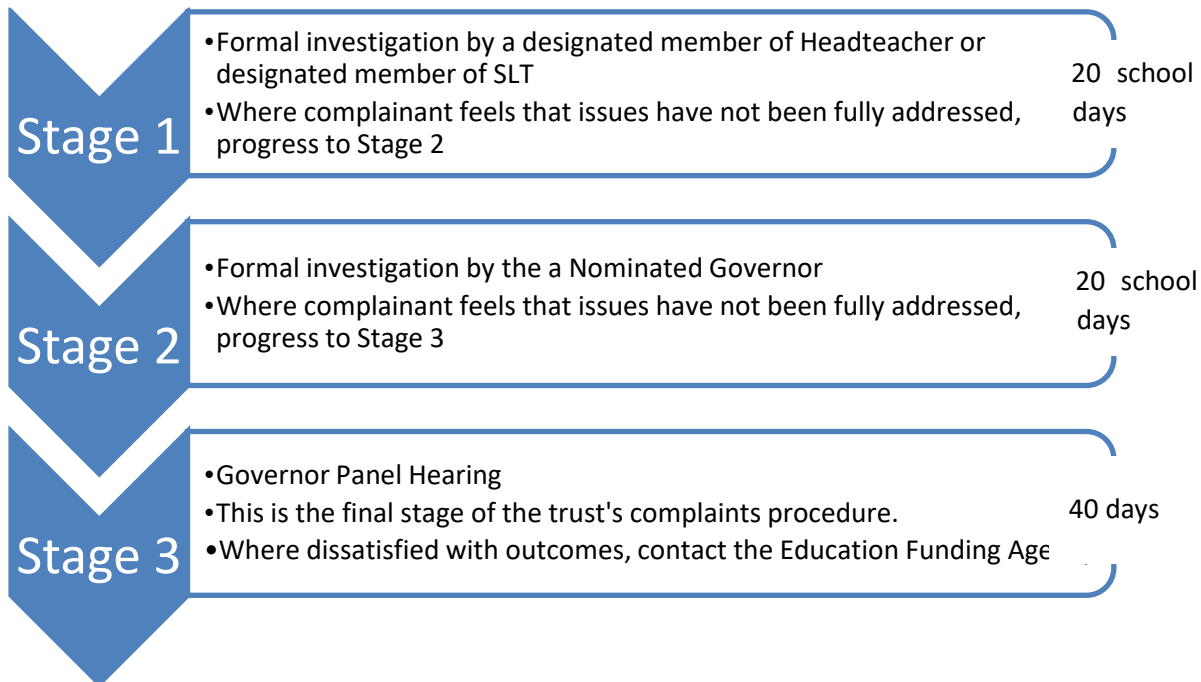 Stage 1
•Formal investigation by a designated member of Headteacher or
designated member of SLT
•Where complainant feels that issues have not been fully addressed,
progress to Stage 2
20 school
days
Stage 2
•Formal investigation by the a Nominated Governor
•Where complainant feels that issues have not been fully addressed,
progress to Stage 3
20 school
days
Stage 3
•Governor Panel Hearing
•This is the final stage of the trust's complaints procedure.
•Where dissatisfied with outcomes, contact the Education Funding Age
40 days